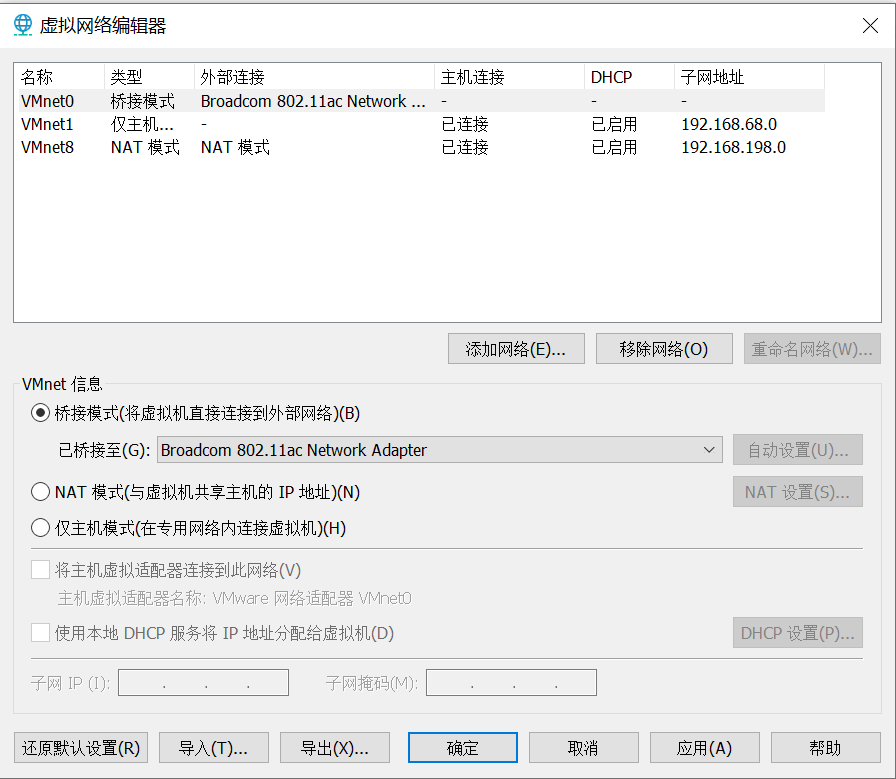 虚拟网络编辑器
名称 类型 外部连接 主机连接 DHCP 子网地址
VMnet0 桥接模式 Broadcom 802.11ac Network ... - - -
VMnet1 仅主机... - 已连接 已启用 192.168.68.0
VMnet8 NAT 模式 NAT 模式 已连接 已启用 192.168.198.0
添加网络(E)... 移除网络(O) 重命名网络(W)...
VMnet 信息
桥接模式(将虚拟机直接连接到外部网络)(B)
已桥接至(G): Broadcom 802.11ac Network Adapter 自动设置(U)...
NAT 模式(与虚拟机共享主机的 IP 地址)(N) NAT 设置(S)...
仅主机模式(在专用网络内连接虚拟机)(H)
将主机虚拟适配器连接到此网络(V)
主机虚拟适配器名称: VMware 网络适配器 VMnet0
使用本地 DHCP 服务将 IP 地址分配给虚拟机(D) DHCP 设置(P)...
子网 IP (I): . . . 子网掩码(M): . . .
还原默认设置(R) 导入(T)... 导出(X)... 确定 取消 应用(A) 帮助